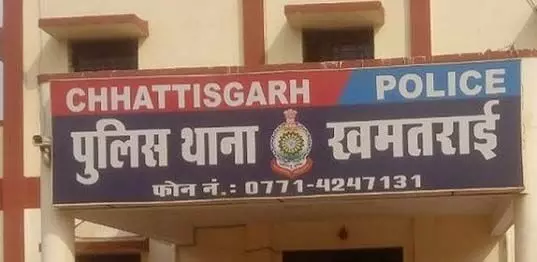 CHHATTISGARH POLICE
पुलिस थाना खमतराई
फोन नं.: 0771-4247131